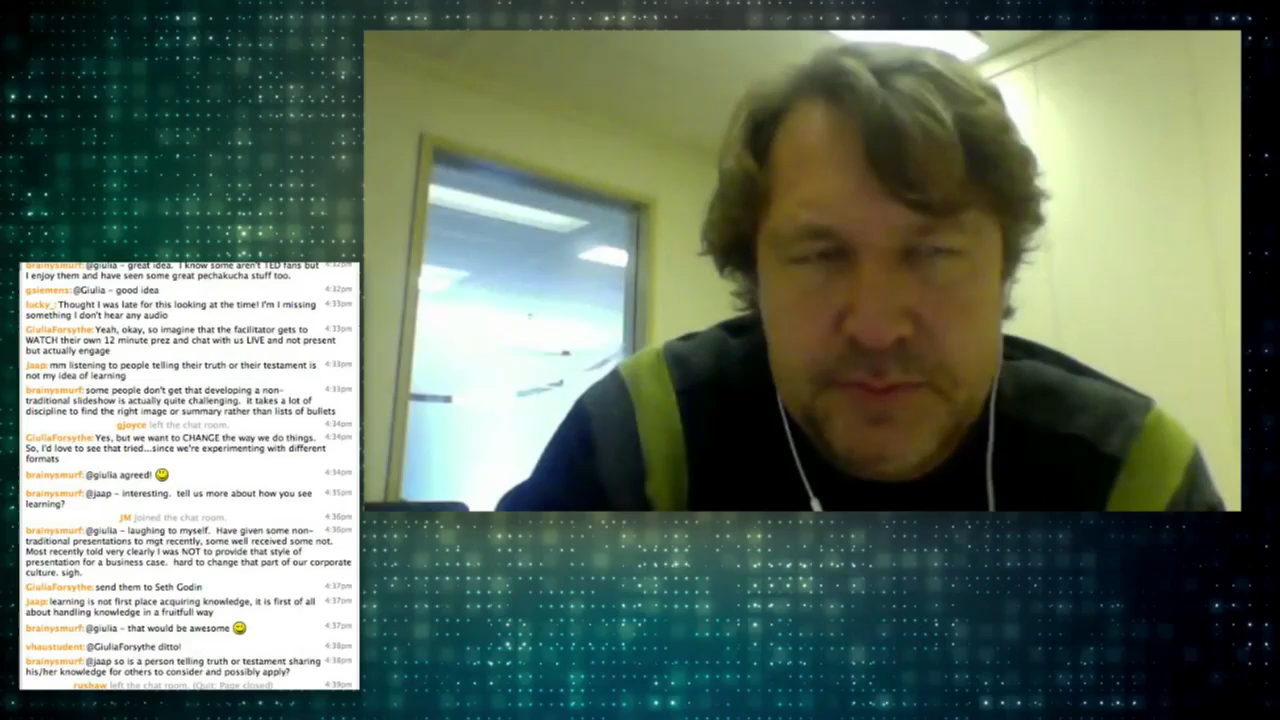 brainysmurf: @giulia – great idea. I know some aren't TED fans but 4:32pm
I enjoy them and have seen some great pechakucha stuff too.
gsiemens: @Giulia – good idea 4:32pm
lucky_: Thought I was late for this looking at the time! I'm I missing 4:33pm
something I don't hear any audio
GiuliaForsythe: Yeah, okay, so imagine that the facilitator gets to 4:33pm
WATCH their own 12 minute prez and chat with us LIVE and not present
but actually engage
Jaap: mm listening to people telling their truth or their testament is 4:33pm
not my idea of learning
brainysmurf: some people don't get that developing a non- 4:33pm
traditional slideshow is actually quite challenging. it takes a lot of
discipline to find the right image or summary rather than lists of bullets
gjoyce left the chat room. 4:34pm
GiuliaForsythe: Yes, but we want to CHANGE the way we do things. 4:34pm
So, I'd love to see that tried...since we're experimenting with different
formats
brainysmurf: @giulia agreed! 4:34pm
brainysmurf: @jaap – interesting. tell us more about how you see 4:35pm
learning?
JM joined the chat room. 4:36pm
brainysmurf: @giulia – laughing to myself. Have given some non- 4:36pm
traditional presentations to mgt recently, some well received some not.
Most recently told very clearly I was NOT to provide that style of
presentation for a business case. hard to change that part of our corporate
culture. sigh.
GiuliaForsythe: send them to Seth Godin 4:37pm
Jaap: learning is not first place acquiring knowledge, it is first of all 4:37pm
about handling knowledge in a fruitfull way
brainysmurf: @giulia – that would be awesome 4:37pm
vhaustudent: @GiuliaForsythe ditto! 4:38pm
brainysmurf: @jaap so is a person telling truth or testament sharing 4:38pm
his/her knowledge for others to consider and possibly apply?
rushaw left the chat room. (Quit: Page closed) 4:39pm